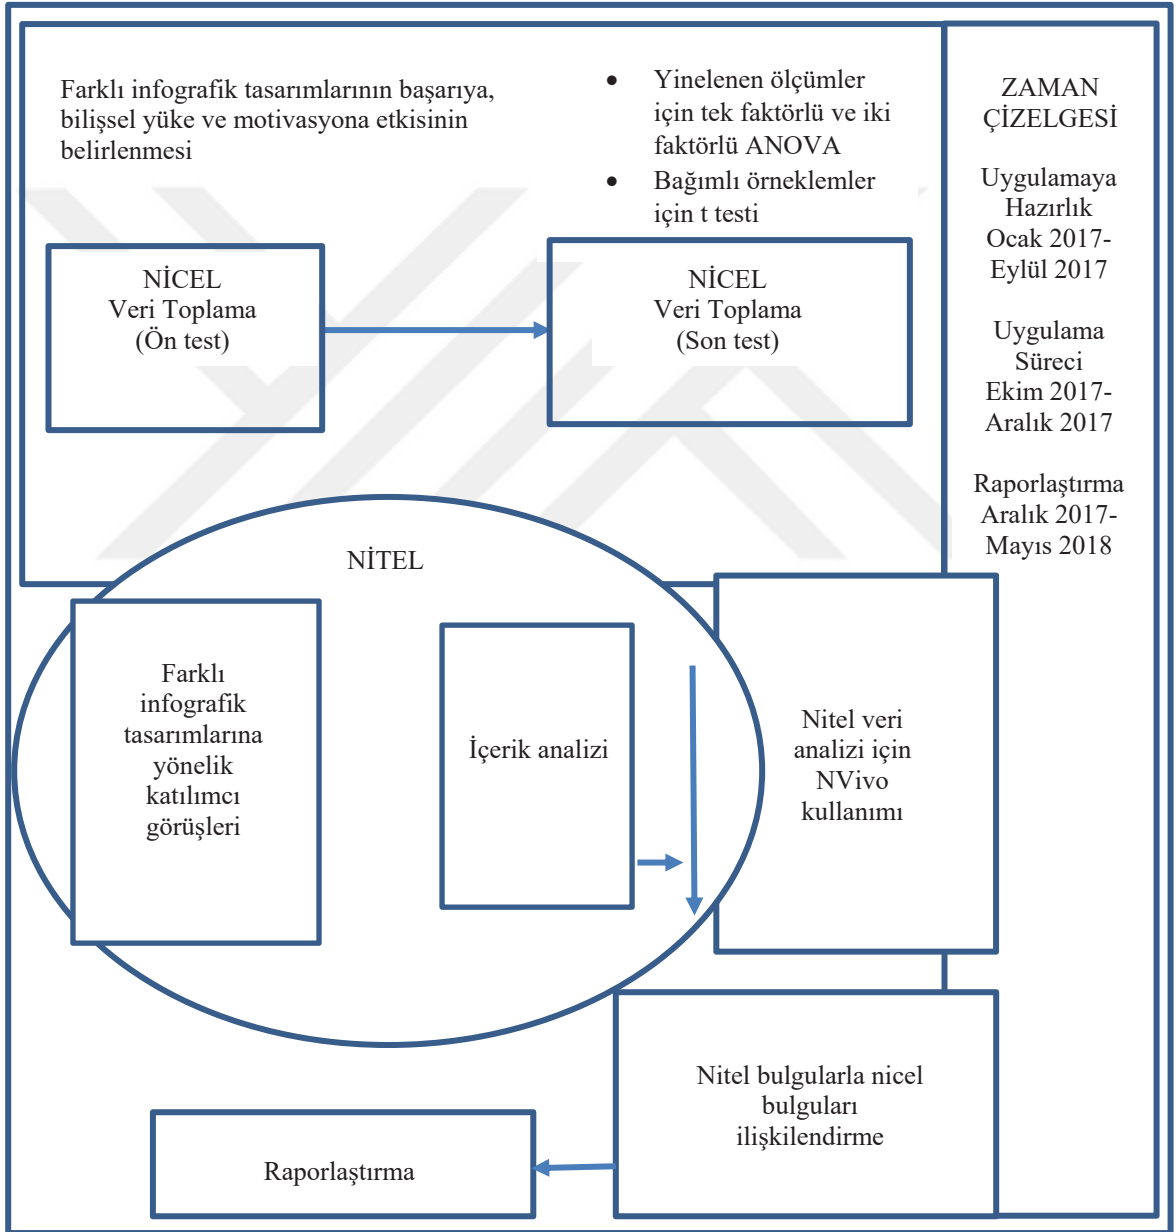 Farklı infografik tasarımlarının başarıya,
bilişsel yüke ve motivasyona etkisinin
belirlenmesi
• Yinelenen ölçümler
için tek faktörlü ve iki
faktörlü ANOVA
• Bağımlı örneklemler
için t testi
NİCEL
Veri Toplama
(Ön test)
NİCEL
Veri Toplama
(Son test)
ZAMAN
ÇİZELGESİ
Uygulamaya
Hazırlık
Ocak 2017-
Eylül 2017
Uygulama
Süreci
Ekim 2017-
Aralık 2017
Raporlaştırma
Aralık 2017-
Mayıs 2018
NİTEL
Farklı
infografik
tasarımlarına
yönelik
katılımcı
görüşleri
İçerik analizi
Nitel veri
analizi için
NVivo
kullanımı
Nitel bulgularla nicel
bulguları
ilişkilendirme
Raporlaştırma